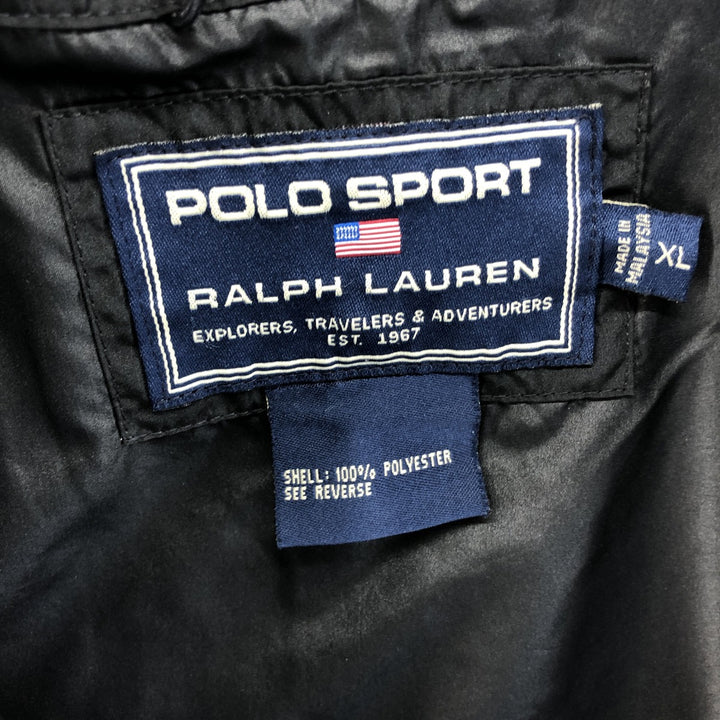 POLO SPORT
RALPH LAUREN
EXPLORERS, TRAVELERS & ADVENTURERS
EST. 1967
MADE IN
MALAYSIA
XL
SHELL: 100% POLYESTER
SEE REVERSE